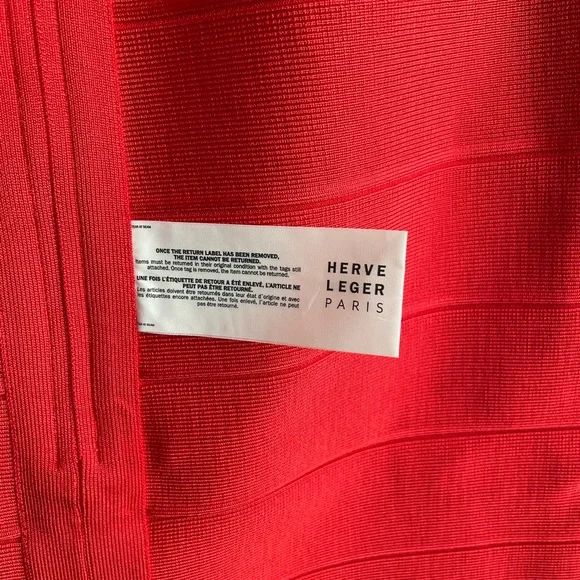 ONCE THE RETURN LABEL HAS BEEN REMOVED,
THE ITEM CANNOT BE RETURNED.
Items must be returned in their original condition with the tags still
attached. Once tag is removed, the item cannot be returned.
UNE FOIS L'ÉTIQUETTE DE RETOUR A ÉTÉ ENLEVÉ, L'ARTICLE NE
PEUT PAS ÊTRE RETOURNÉ.
Les articles doivent être retournés dans leur état d'origine et avec
les étiquettes encore attachées. Une fois enlevé, l'article ne peut
pas être retourné.
HERVE
LEGER
PARIS